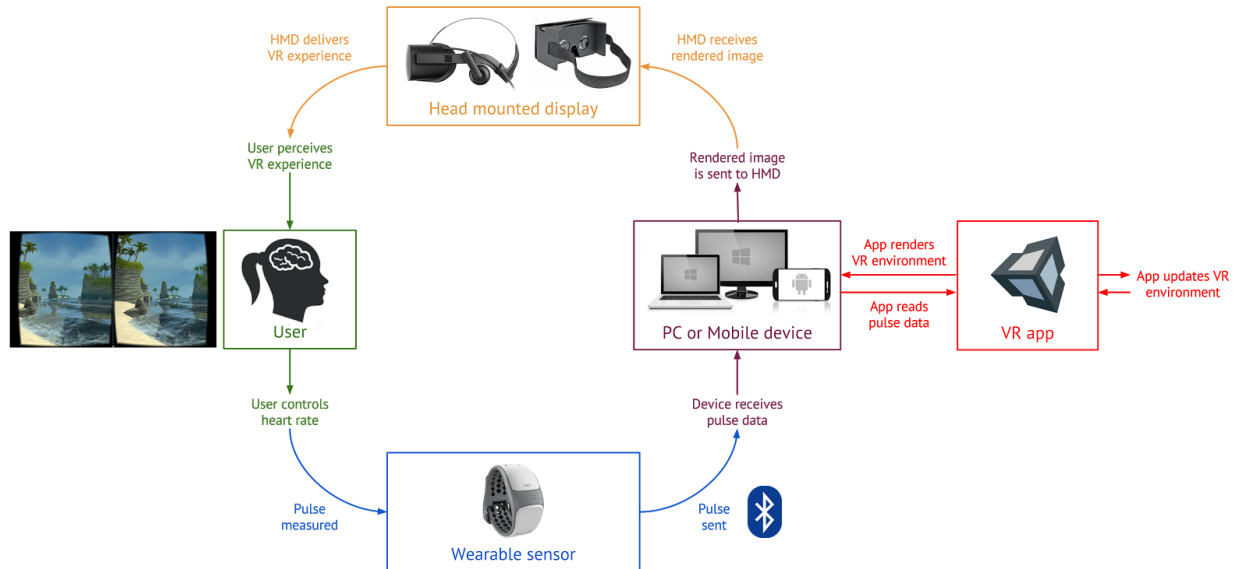 HMD delivers
VR experience
HMD receives
rendered image
Head mounted display
User perceives
VR experience
Rendered image
is sent to HMD
User
App renders
VR environment
App reads
pulse data
PC or Mobile device
VR app
App updates VR
environment
User controls
heart rate
Device receives
pulse data
Pulse
measured
Pulse
sent
Wearable sensor